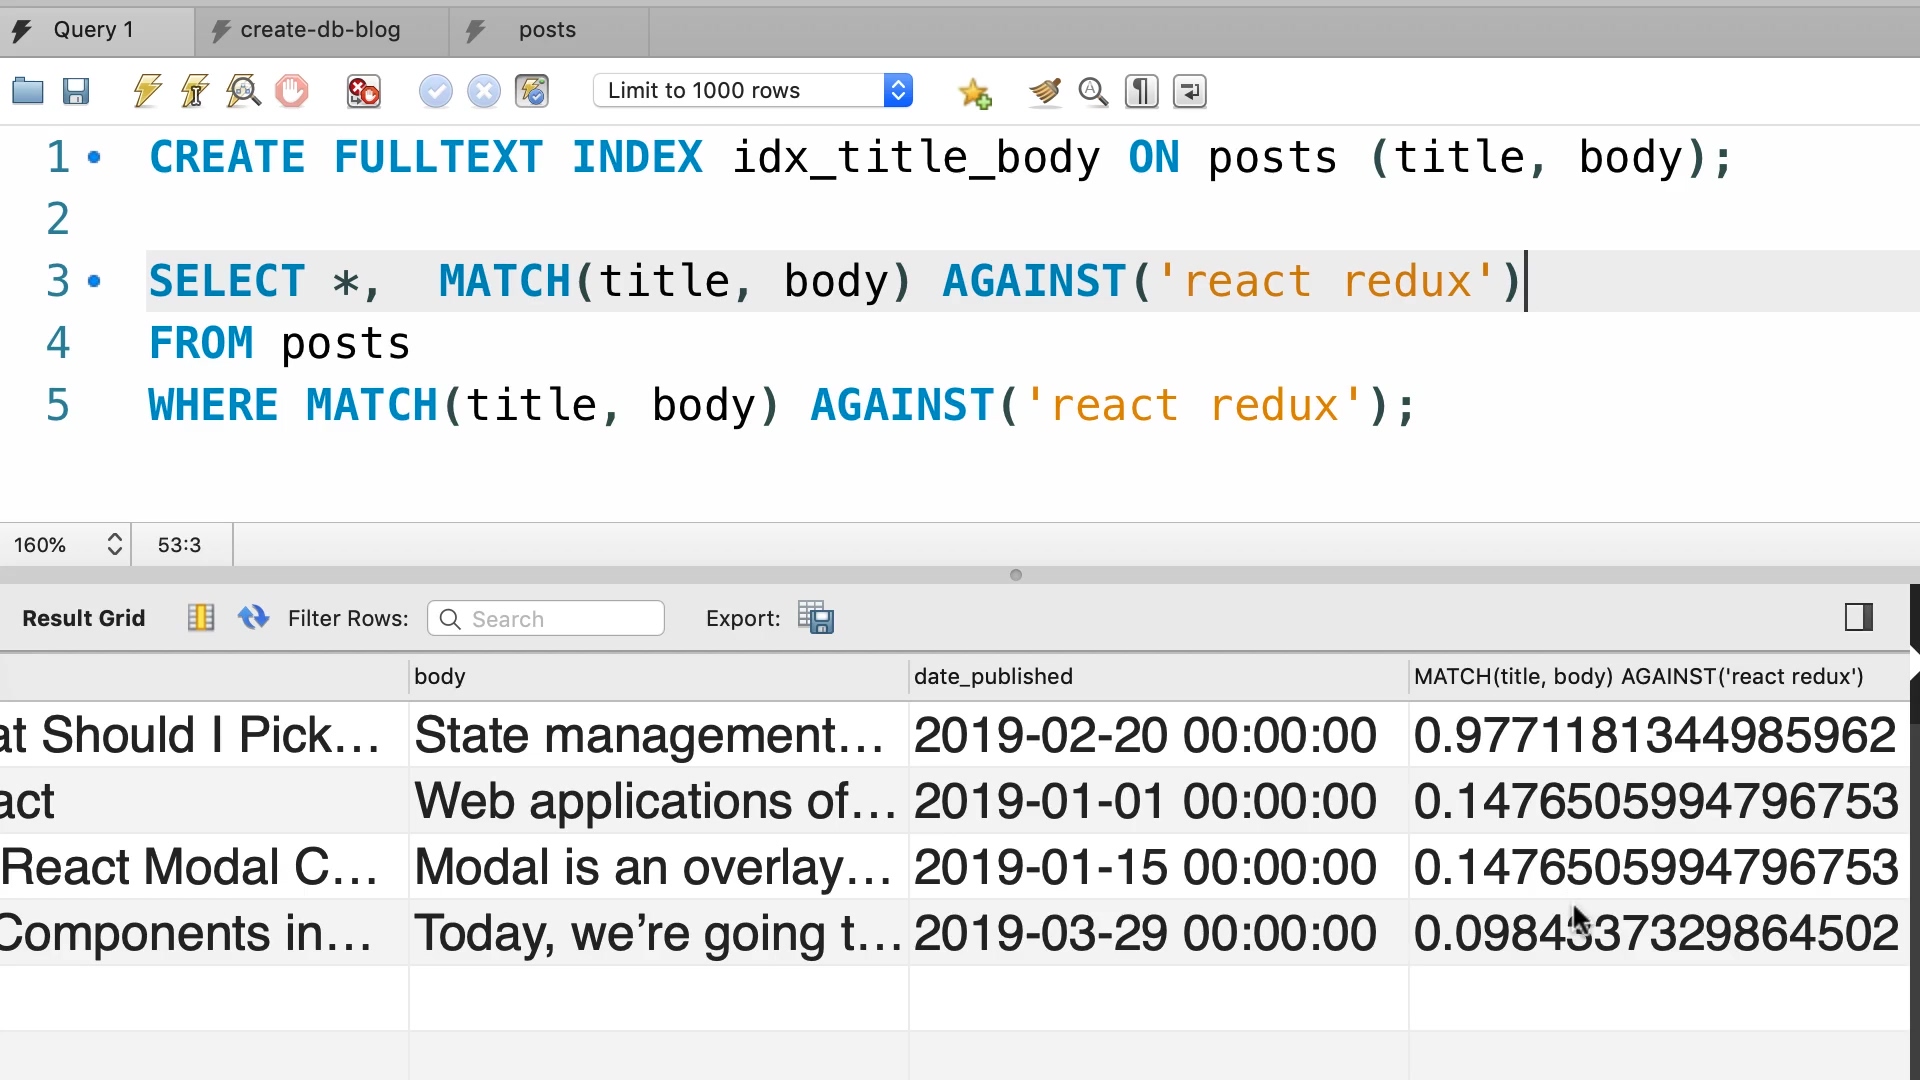 Query 1 create-db-blog posts
Limit to 1000 rows
1 CREATE FULLTEXT INDEX idx_title_body ON posts (title, body);
2
3 SELECT *,  MATCH(title, body) AGAINST('react redux')
4 FROM posts
5 WHERE MATCH(title, body) AGAINST('react redux');
160% 53:3
Result Grid Filter Rows: Search Export:
body date_published MATCH(title, body) AGAINST('react redux')
at Should I Pick... State management... 2019-02-20 00:00:00 0.9771181344985962
act Web applications of... 2019-01-01 00:00:00 0.1476505994796753
React Modal C... Modal is an overlay... 2019-01-15 00:00:00 0.1476505994796753
Components in... Today, we’re going t... 2019-03-29 00:00:00 0.0984337329864502